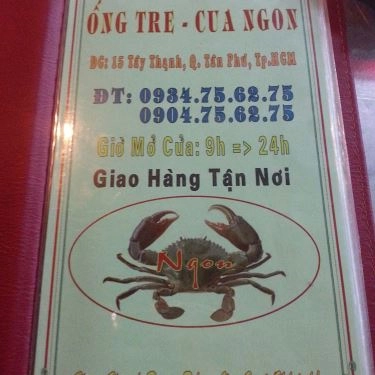 ỐNG TRE - CUA NGON
ĐC: 15 Tây Thạnh, Q. Tân Phú, Tp.HCM
ĐT: 0934.75.62.75
0904.75.62.75
Giờ Mở Cửa: 9h => 24h
Giao Hàng Tận Nơi
Ngon